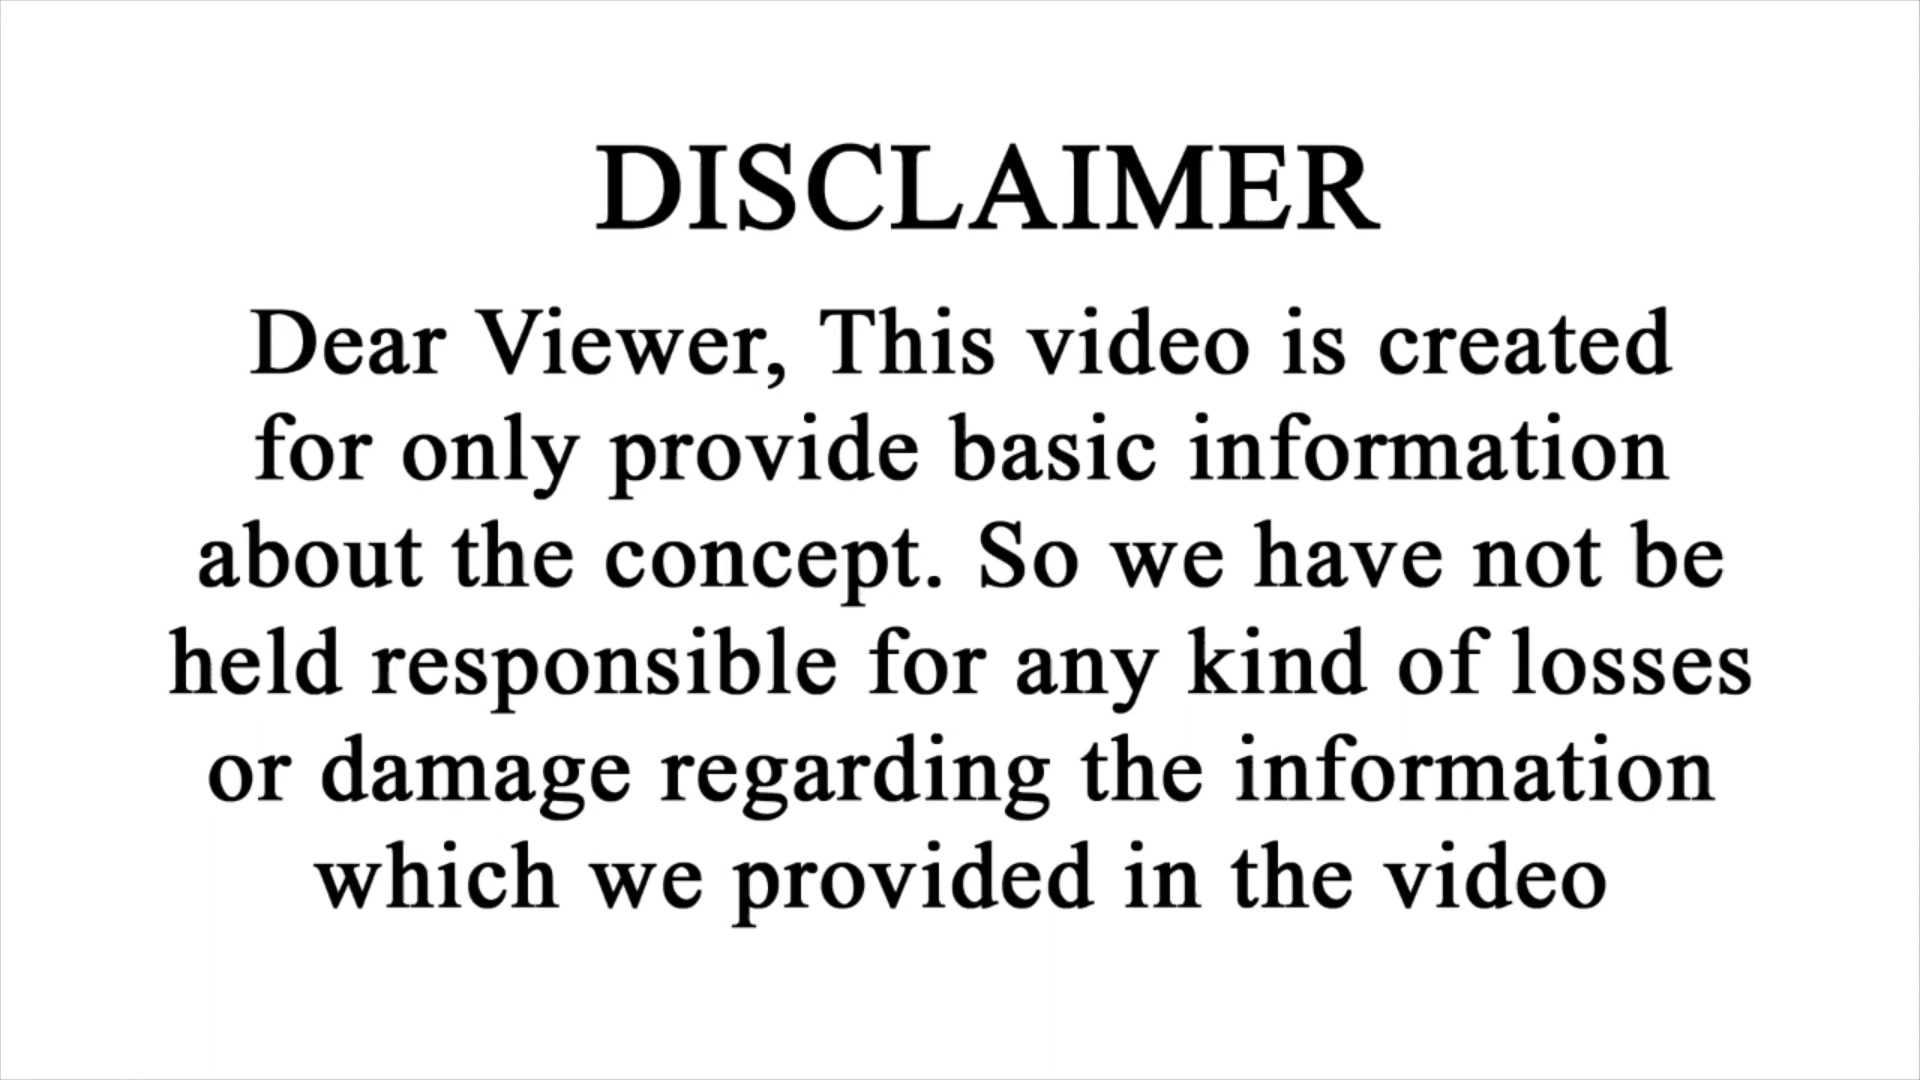 DISCLAIMER
Dear Viewer, This video is created
for only provide basic information
about the concept. So we have not be
held responsible for any kind of losses
or damage regarding the information
which we provided in the video